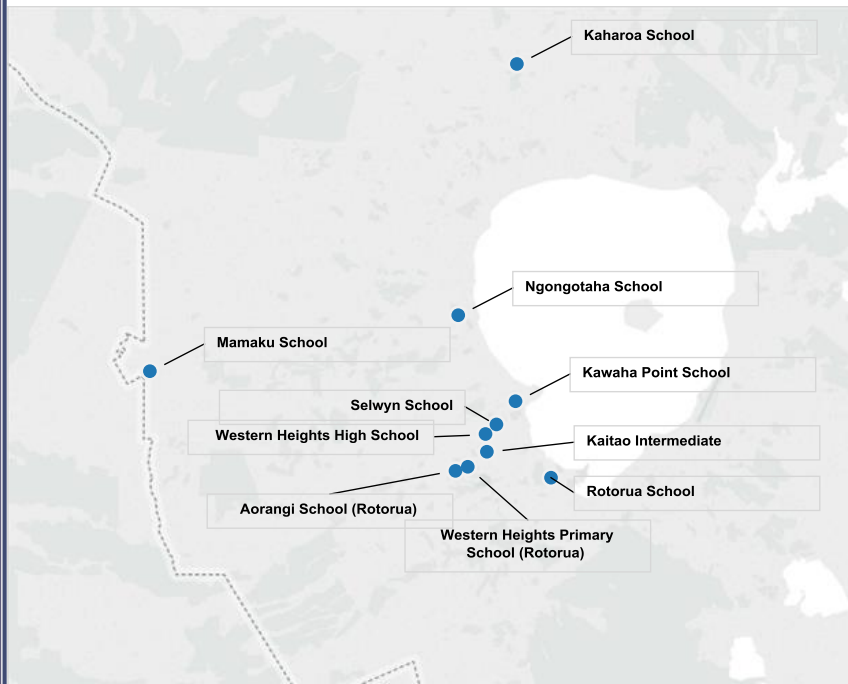 Kaharoa School
Ngongotaha School
Mamaku School
Kawaha Point School
Selwyn School
Western Heights High School
Kaitao Intermediate
Rotorua School
Aorangi School (Rotorua)
Western Heights Primary
School (Rotorua)